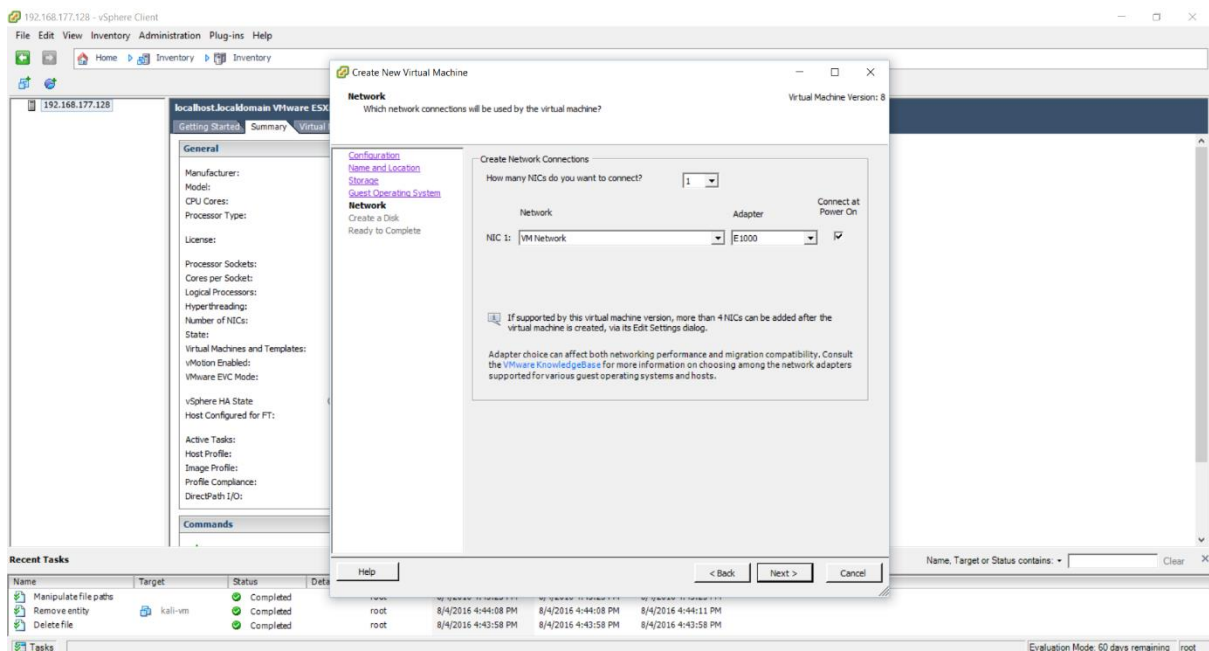 192.168.177.128 - vSphere Client
File Edit View Inventory Administration Plug-ins Help
Home Inventory Inventory
192.168.177.128
localhost.localdomain VMware ESX
Getting Started Summary Virtual
General
Manufacturer:
Model:
CPU Cores:
Processor Type:
License:
Processor Sockets:
Cores per Socket:
Logical Processors:
Hyperthreading:
Number of NICs:
State:
Virtual Machines and Templates:
vMotion Enabled:
VMware EVC Mode:
vSphere HA State
Host Configured for FT:
Active Tasks:
Host Profile:
Image Profile:
Profile Compliance:
DirectPath I/O:
Commands
Create New Virtual Machine
Network
Which network connections will be used by the virtual machine?
Virtual Machine Version: 8
Configuration
Name and Location
Storage
Guest Operating System
Network
Create a Disk
Ready to Complete
Create Network Connections
How many NICs do you want to connect? 1
Network Adapter Connect at Power On
NIC 1: VM Network E1000
If supported by this virtual machine version, more than 4 NICs can be added after the
virtual machine is created, via its Edit Settings dialog.
Adapter choice can affect both networking performance and migration compatibility. Consult
the VMware KnowledgeBase for more information on choosing among the network adapters
supported for various guest operating systems and hosts.
Help < Back Next > Cancel
Recent Tasks Name, Target or Status contains: Clear
Name Target Status Deta
Manipulate file paths Completed
Remove entity kali-vm Completed root 8/4/2016 4:44:08 PM 8/4/2016 4:44:08 PM 8/4/2016 4:44:11 PM
Delete file Completed root 8/4/2016 4:43:58 PM 8/4/2016 4:43:58 PM 8/4/2016 4:43:58 PM
Tasks Evaluation Mode: 60 days remaining root